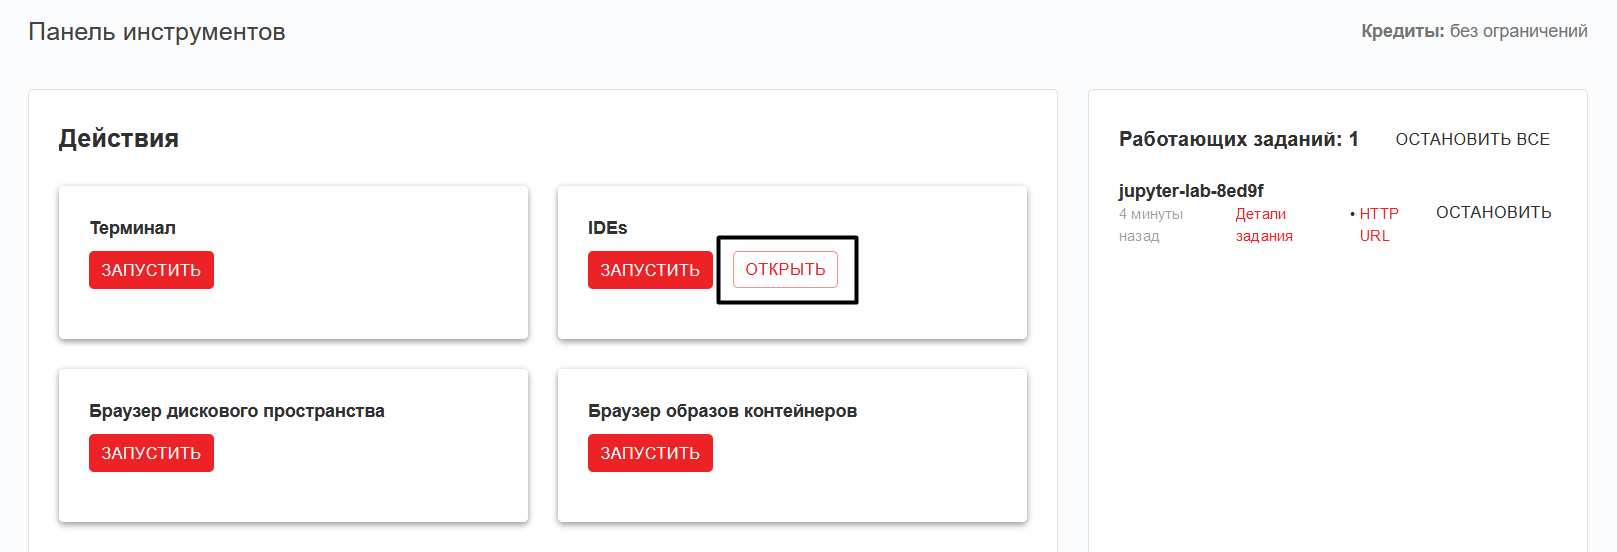 Панель инструментов
Кредиты: без ограничений
Действия
Терминал
ЗАПУСТИТЬ
IDEs
ЗАПУСТИТЬ ОТКРЫТЬ
Браузер дискового пространства
ЗАПУСТИТЬ
Браузер образов контейнеров
ЗАПУСТИТЬ
Работающих заданий: 1 ОСТАНОВИТЬ ВСЕ
jupyter-lab-8ed9f
4 минуты
назад
Детали
задания
• HTTP
URL
ОСТАНОВИТЬ